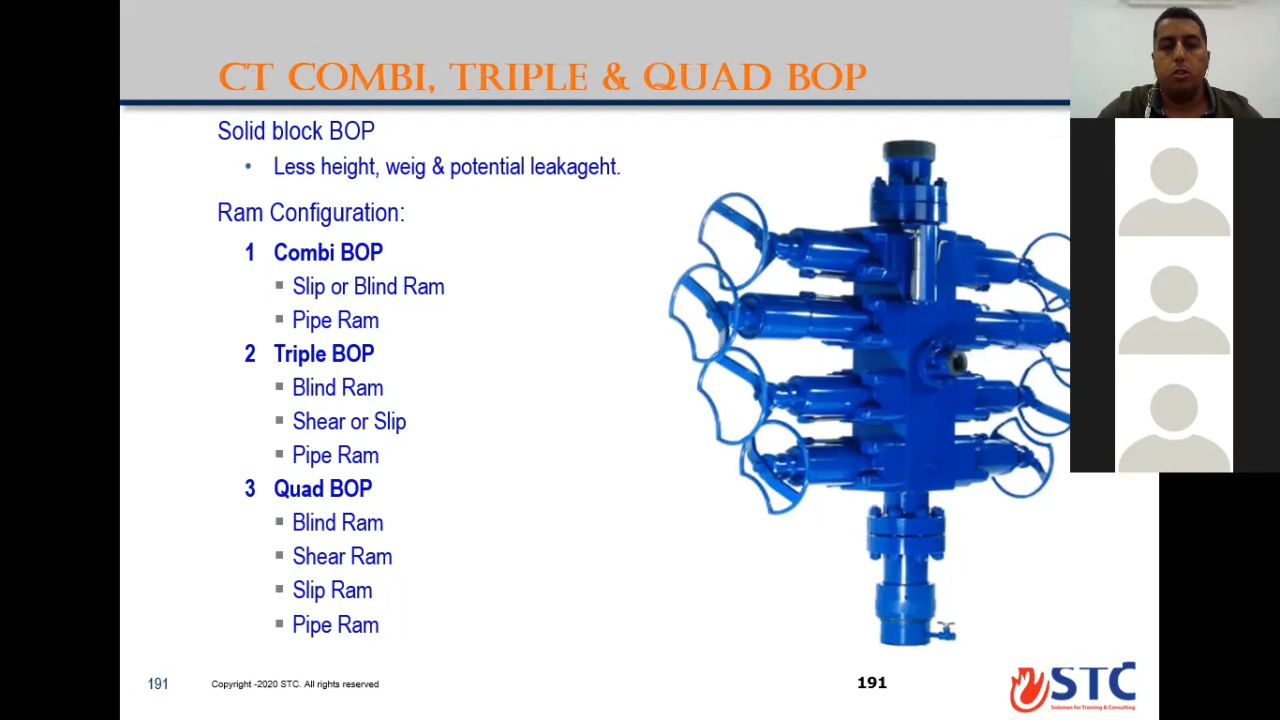 CT COMBI, TRIPLE & QUAD BOP
Solid block BOP
• Less height, weig & potential leakageht.
Ram Configuration:
1 Combi BOP
▪ Slip or Blind Ram
▪ Pipe Ram
2 Triple BOP
▪ Blind Ram
▪ Shear or Slip
▪ Pipe Ram
3 Quad BOP
▪ Blind Ram
▪ Shear Ram
▪ Slip Ram
▪ Pipe Ram
191
Copyright -2020 STC. All rights reserved
191
STC
Soliman for Training & Consulting